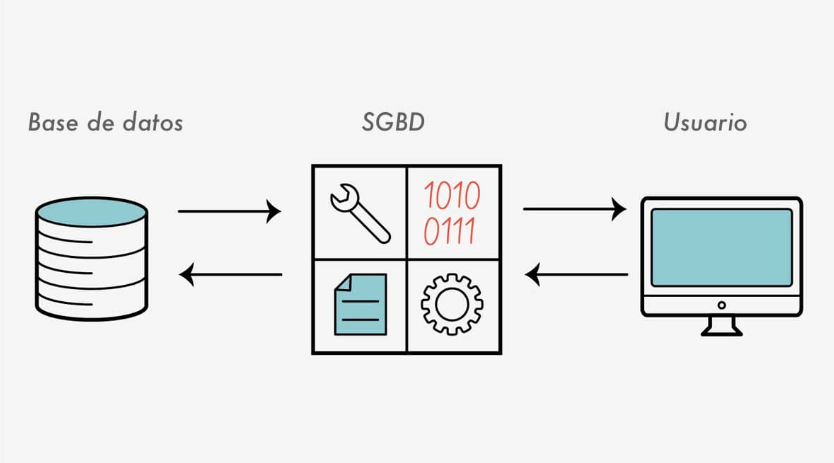 Base de datos
SGBD
Usuario
1010
0111